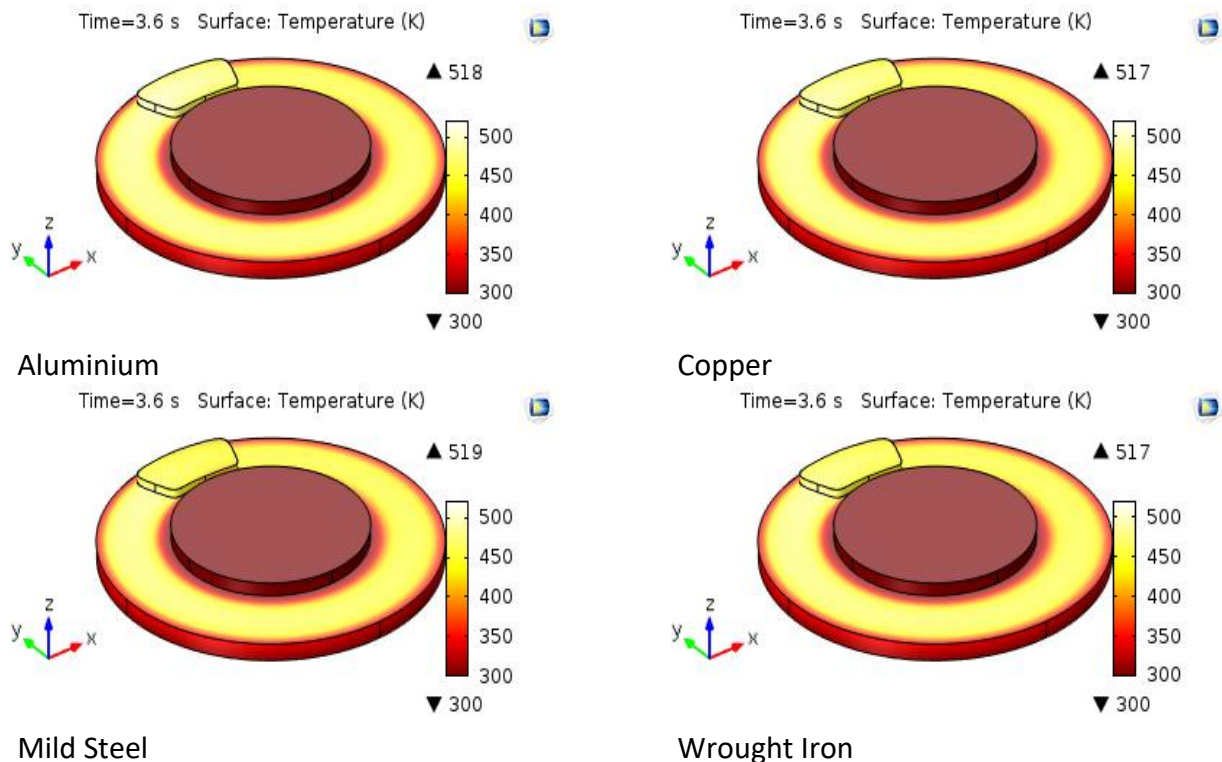 Time=3.6 s Surface: Temperature (K)
▲ 518
500
450
400
350
300
▼ 300
z
y
x
Aluminium
Time=3.6 s Surface: Temperature (K)
▲ 517
500
450
400
350
300
▼ 300
z
y
x
Copper
Time=3.6 s Surface: Temperature (K)
▲ 519
500
450
400
350
300
▼ 300
z
y
x
Mild Steel
Time=3.6 s Surface: Temperature (K)
▲ 517
500
450
400
350
300
▼ 300
z
y
x
Wrought Iron